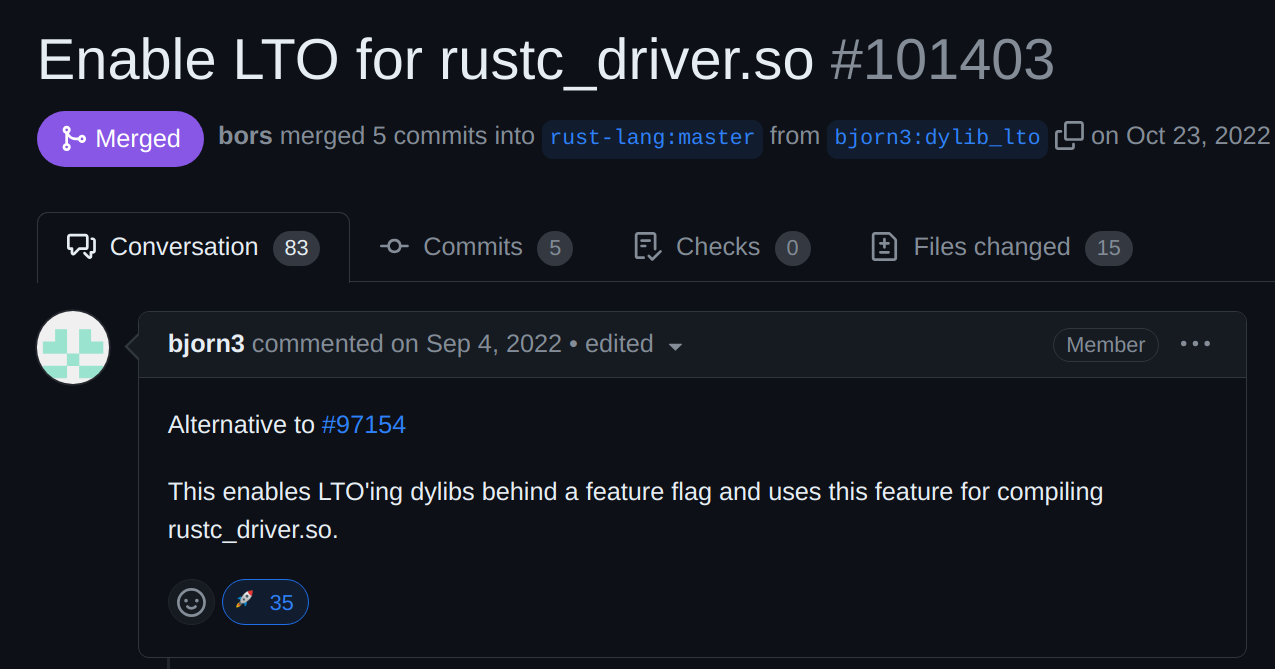 Enable LTO for rustc_driver.so #101403
Merged bors merged 5 commits into rust-lang:master from bjorn3:dylib_lto on Oct 23, 2022
Conversation 83 Commits 5 Checks 0 Files changed 15
bjorn3 commented on Sep 4, 2022 • edited Member
Alternative to #97154
This enables LTO'ing dylibs behind a feature flag and uses this feature for compiling
rustc_driver.so.
35